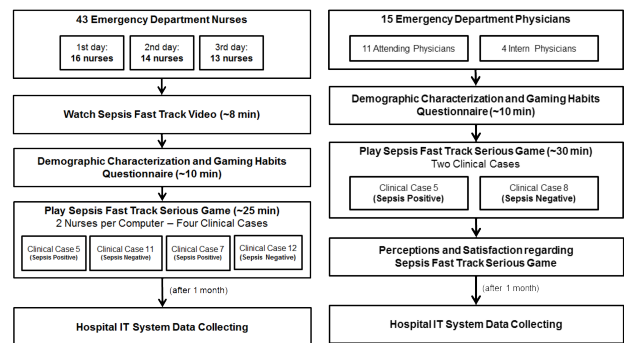 43 Emergency Department Nurses
1st day:
16 nurses
2nd day:
14 nurses
3rd day:
13 nurses
Watch Sepsis Fast Track Video (~8 min)
Demographic Characterization and Gaming Habits
Questionnaire (~10 min)
Play Sepsis Fast Track Serious Game (~25 min)
2 Nurses per Computer – Four Clinical Cases
Clinical Case 5
(Sepsis Positive)
Clinical Case 11
(Sepsis Negative)
Clinical Case 7
(Sepsis Positive)
Clinical Case 12
(Sepsis Negative)
(after 1 month)
Hospital IT System Data Collecting
15 Emergency Department Physicians
11 Attending Physicians
4 Intern Physicians
Demographic Characterization and Gaming Habits
Questionnaire (~10 min)
Play Sepsis Fast Track Serious Game (~30 min)
Two Clinical Cases
Clinical Case 5
(Sepsis Positive)
Clinical Case 8
(Sepsis Negative)
Perceptions and Satisfaction regarding
Sepsis Fast Track Serious Game
(after 1 month)
Hospital IT System Data Collecting